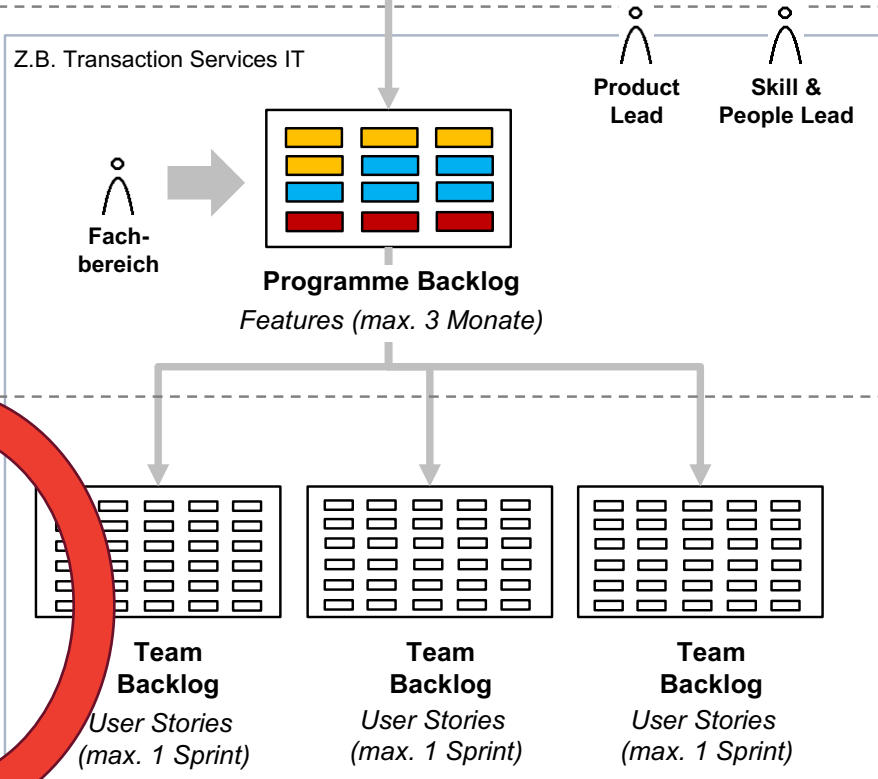 Z.B. Transaction Services IT
Product
Lead
Skill &
People Lead
Fach-
bereich
Programme Backlog
Features (max. 3 Monate)
Team
Backlog
User Stories
(max. 1 Sprint)
Team
Backlog
User Stories
(max. 1 Sprint)
Team
Backlog
User Stories
(max. 1 Sprint)